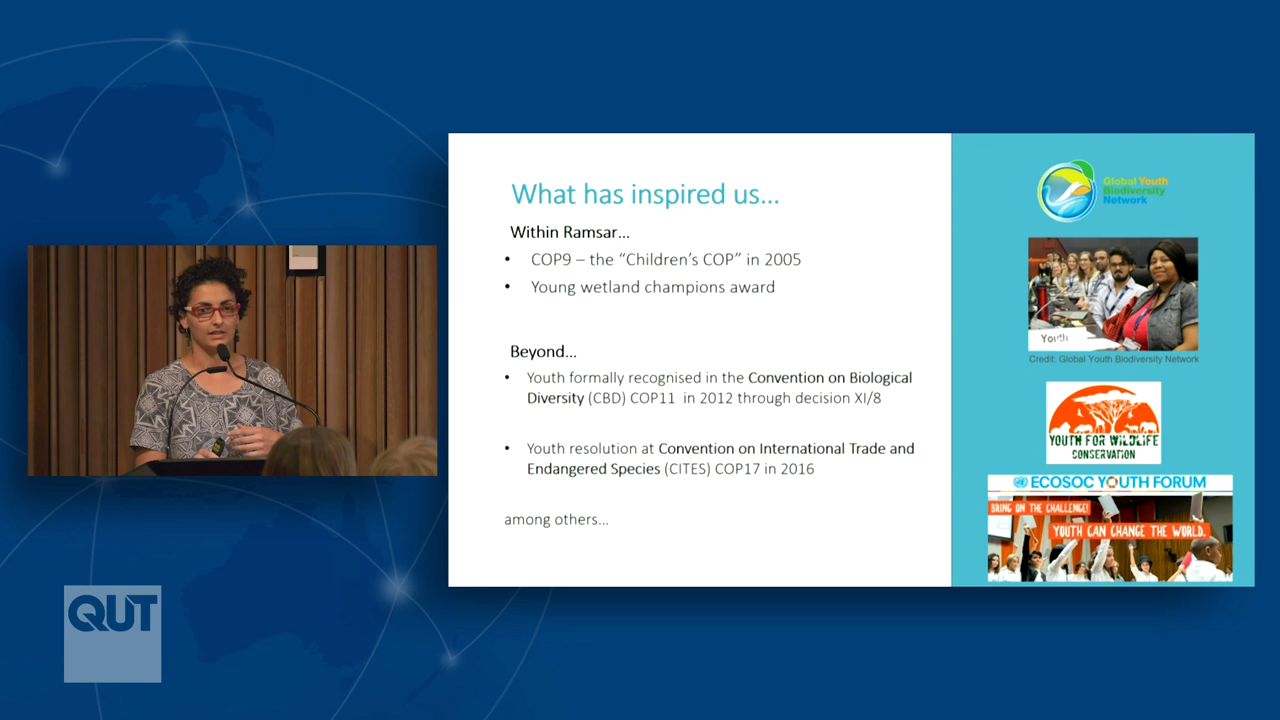 What has inspired us...
Within Ramsar...
• COP9 – the “Children’s COP” in 2005
• Young wetland champions award
Beyond...
• Youth formally recognised in the Convention on Biological
Diversity (CBD) COP11 in 2012 through decision XI/8
• Youth resolution at Convention on International Trade and
Endangered Species (CITES) COP17 in 2016
among others...
Global Youth
Biodiversity
Network
Youth
Credit: Global Youth Biodiversity Network
YOUTH FOR WILDLIFE
CONSERVATION
ECOSOC YOUTH FORUM
BRING ON THE CHALLENGE!
YOUTH CAN CHANGE THE WORLD.
QUT